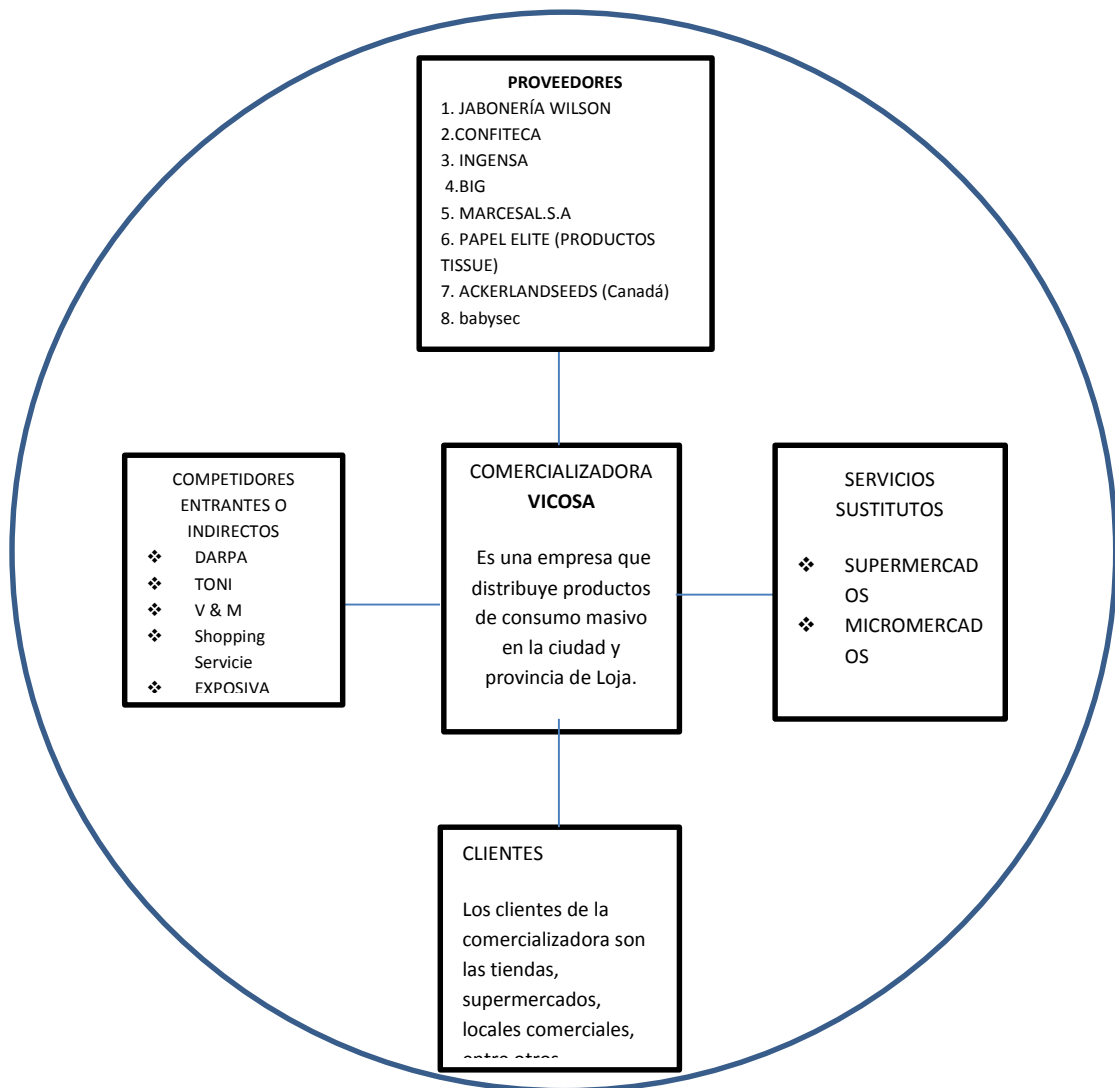 PROVEEDORES
1. JABONERÍA WILSON
2.CONFITECA
3. INGENSA
4.BIG
5. MARCESAL.S.A
6. PAPEL ELITE (PRODUCTOS
TISSUE)
7. ACKERLANDSEEDS (Canadá)
8. babysec
COMPETIDORES
ENTRANTES O
INDIRECTOS
❖ DARPA
❖ TONI
❖ V & M
❖ Shopping
Servicie
❖ EXPOSIVA
COMERCIALIZADORA
VICOSA
Es una empresa que
distribuye productos
de consumo masivo
en la ciudad y
provincia de Loja.
SERVICIOS
SUSTITUTOS
❖ SUPERMERCAD
OS
❖ MICROMERCAD
OS
CLIENTES
Los clientes de la
comercializadora son
las tiendas,
supermercados,
locales comerciales,
entre otros